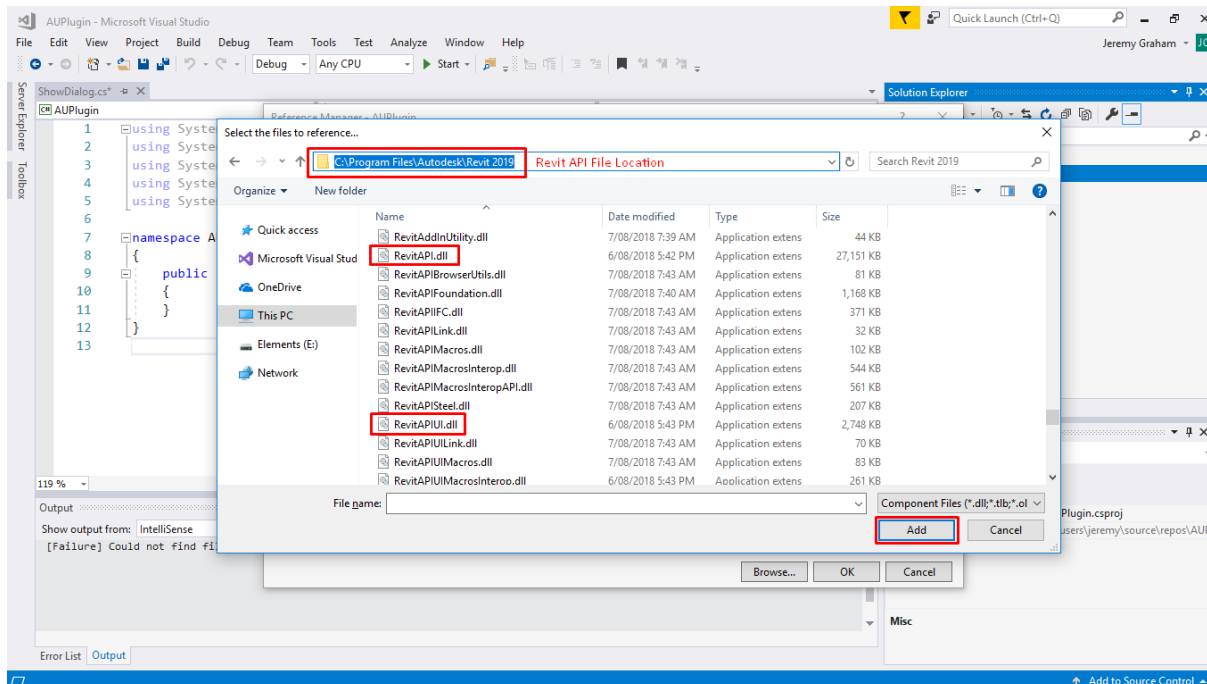 AUPlugin - Microsoft Visual Studio
Quick Launch (Ctrl+Q)
File Edit View Project Build Debug Team Tools Test Analyze Window Help
Jeremy Graham
Debug Any CPU Start
Server Explorer
Toolbox
ShowDialog.cs*
Solution Explorer
AUPlugin
Reference Manager - AUPlugin
Select the files to reference...
C:\Program Files\Autodesk\Revit 2019
Revit API File Location
Search Revit 2019
Organize New folder
Name Date modified Type Size
Quick access
Microsoft Visual Stud
OneDrive
This PC
Elements (E:)
Network
RevitAddInUtility.dll 7/08/2018 7:39 AM Application extens 44 KB
RevitAPI.dll 6/08/2018 5:42 PM Application extens 27,151 KB
RevitAPIBrowserUtils.dll 7/08/2018 7:43 AM Application extens 81 KB
RevitAPIFoundation.dll 7/08/2018 7:40 AM Application extens 1,168 KB
RevitAPIIFC.dll 7/08/2018 7:43 AM Application extens 371 KB
RevitAPILink.dll 7/08/2018 7:43 AM Application extens 32 KB
RevitAPIMacros.dll 7/08/2018 7:43 AM Application extens 102 KB
RevitAPIMacrosInterop.dll 7/08/2018 7:43 AM Application extens 544 KB
RevitAPIMacrosInteropAPI.dll 7/08/2018 7:43 AM Application extens 561 KB
RevitAPISteel.dll 7/08/2018 7:43 AM Application extens 207 KB
RevitAPIUI.dll 6/08/2018 5:43 PM Application extens 2,748 KB
RevitAPIUILink.dll 7/08/2018 7:43 AM Application extens 70 KB
RevitAPIUIMacros.dll 7/08/2018 7:43 AM Application extens 83 KB
RevitAPIUIMacrosInterop.dll 6/08/2018 5:43 PM Application extens 261 KB
File name:
Component Files (*.dll;*.tlb;*.ol
Add Cancel
1 using Syste
2 using Syste
3 using Syste
4 using Syste
5 using Syste
6
7 namespace A
8 {
9 public
10 {
11 }
12 }
13
119 %
Output
Show output from: IntelliSense
[Failure] Could not find fi
Plugin.csproj
users\jeremy\source\repos\AUP
Browse... OK Cancel
Misc
Error List Output
Add to Source Control